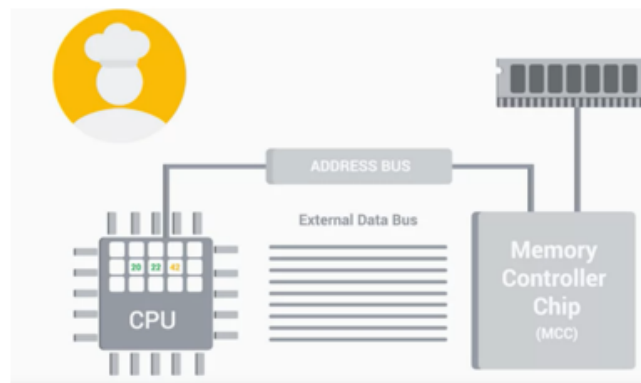 ADDRESS BUS
External Data Bus
20 22 42
CPU
Memory
Controller
Chip
(MCC)